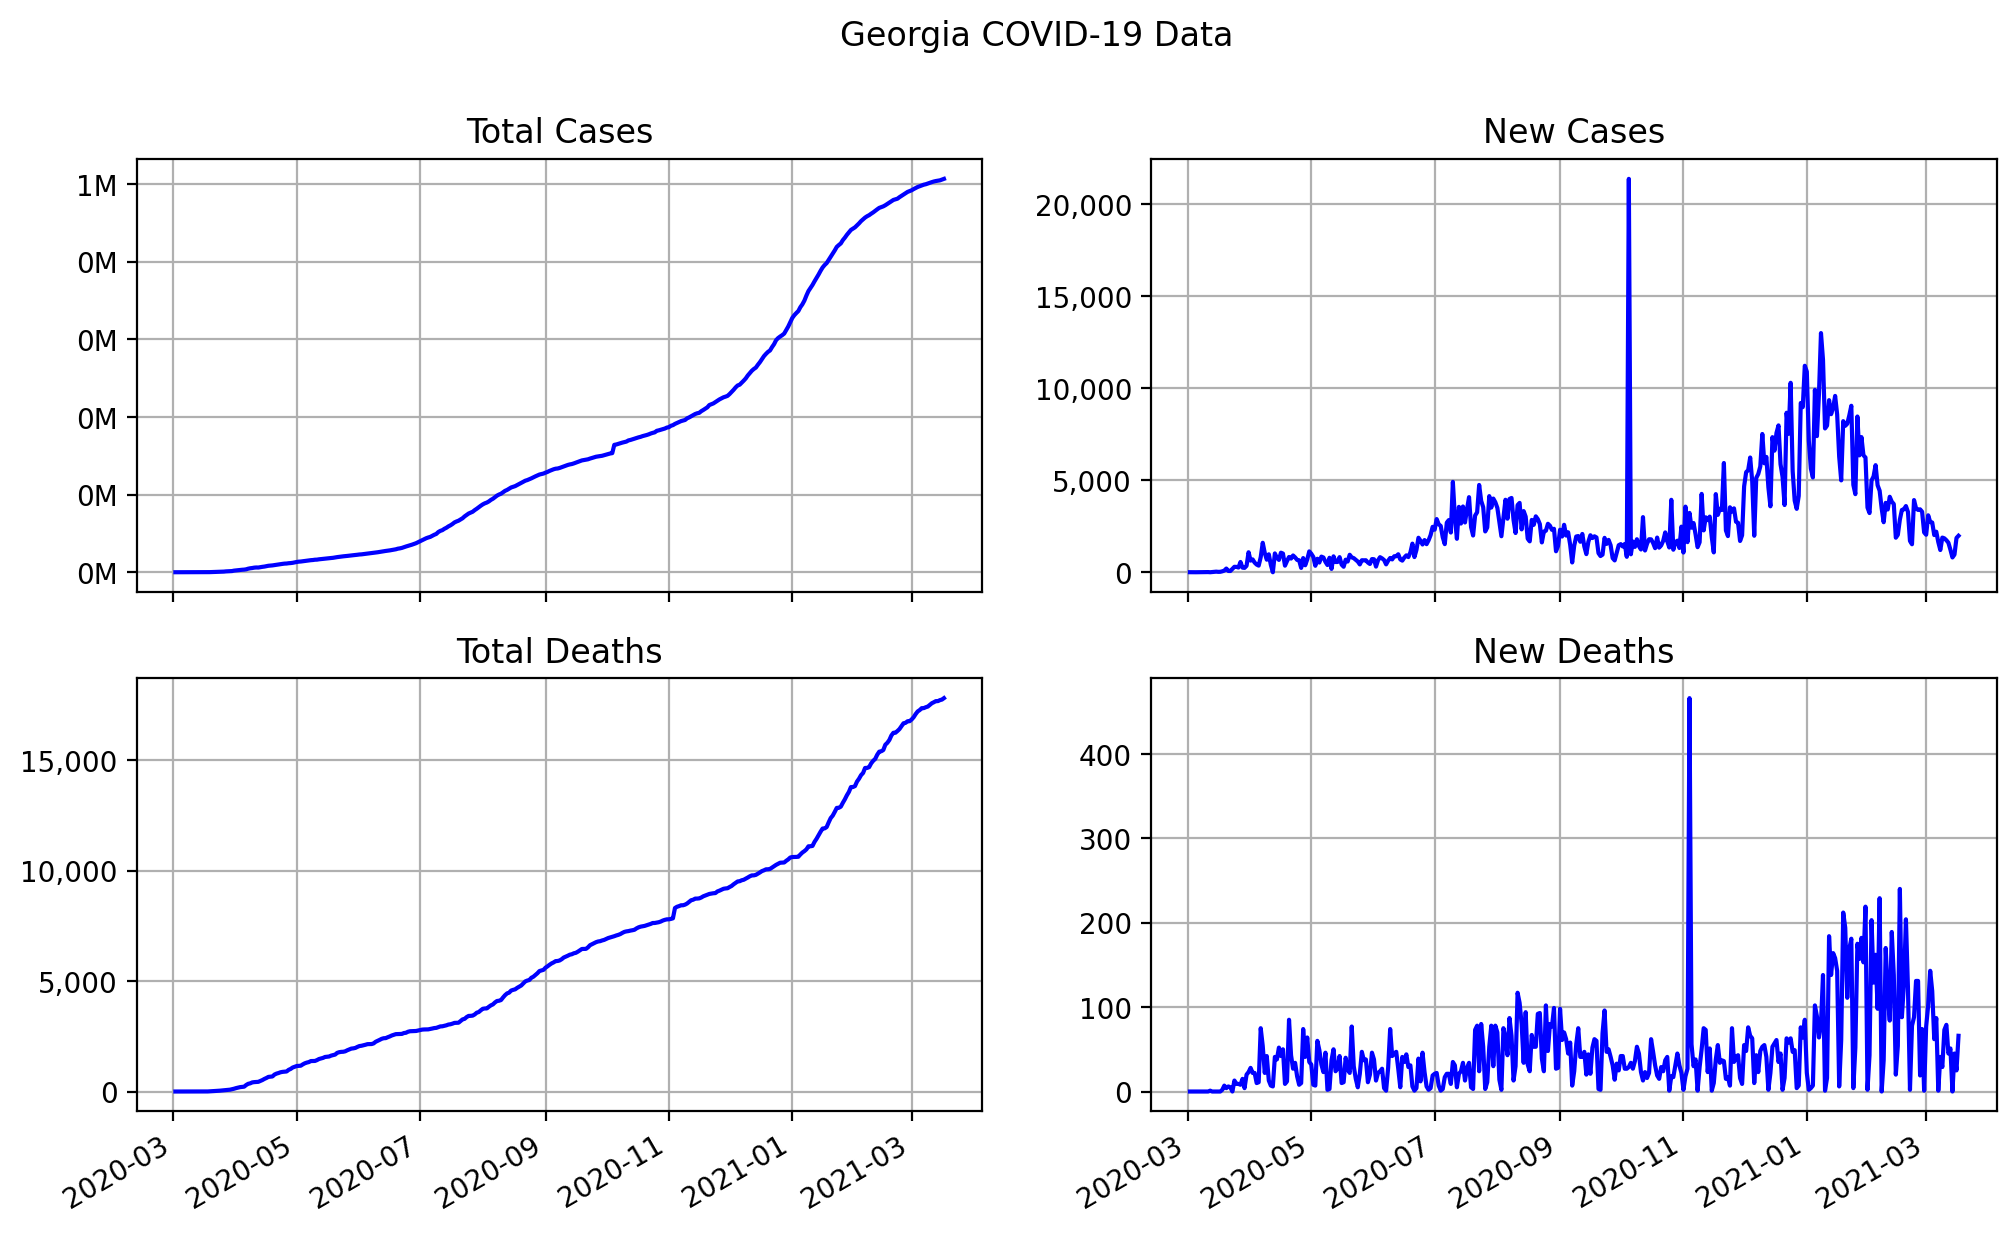 Georgia COVID-19 Data
Total Cases
1M
0M
0M
0M
0M
0M
New Cases
20,000
15,000
10,000
5,000
0
Total Deaths
15,000
10,000
5,000
0
2020-03 2020-05 2020-07 2020-09 2020-11 2021-01 2021-03
New Deaths
400
300
200
100
0
2020-03 2020-05 2020-07 2020-09 2020-11 2021-01 2021-03